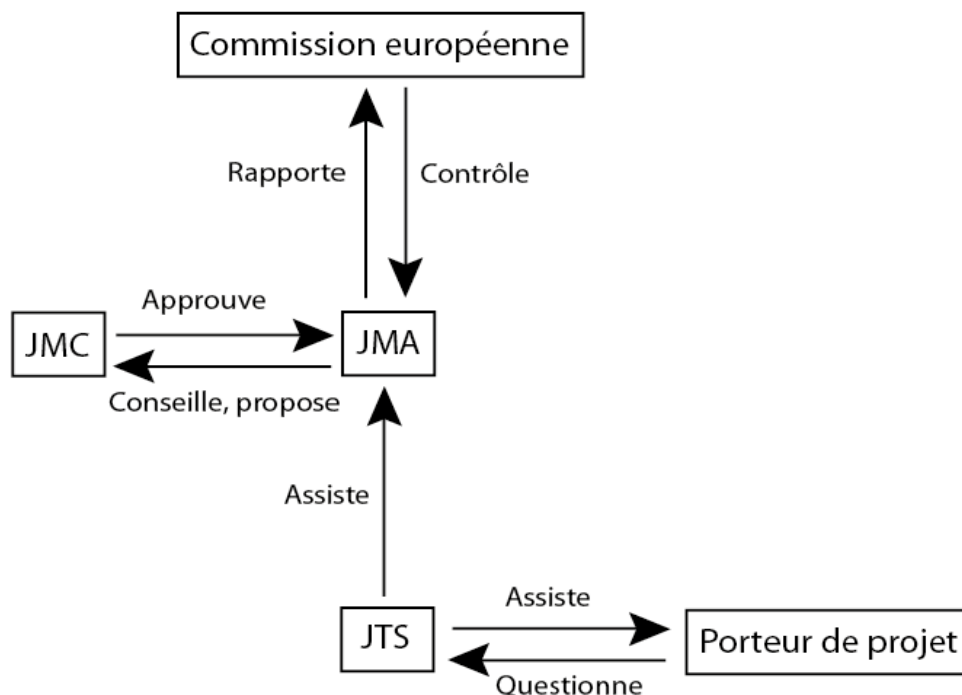 Commission européenne
Rapporte
Contrôle
Approuve
JMC
JMA
Conseille, propose
Assiste
Assiste
JTS
Porteur de projet
Questionne